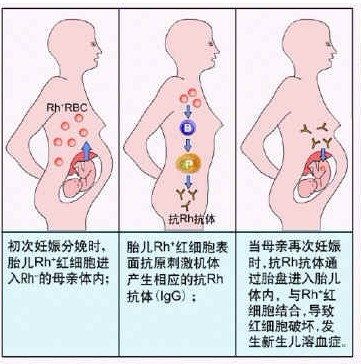 Rh⁺RBC
B
P
抗Rh抗体
初次妊娠分娩时,
胎儿Rh⁺红细胞进
入Rh⁻的母亲体内;
胎儿Rh⁺红细胞表
面抗原刺激机体
产生相应的抗Rh
抗体(IgG);
当母亲再次妊娠
时,抗Rh抗体通
过胎盘进入胎儿
体内,与Rh⁺红
细胞结合,导致
红细胞破坏,发
生新生儿溶血症。